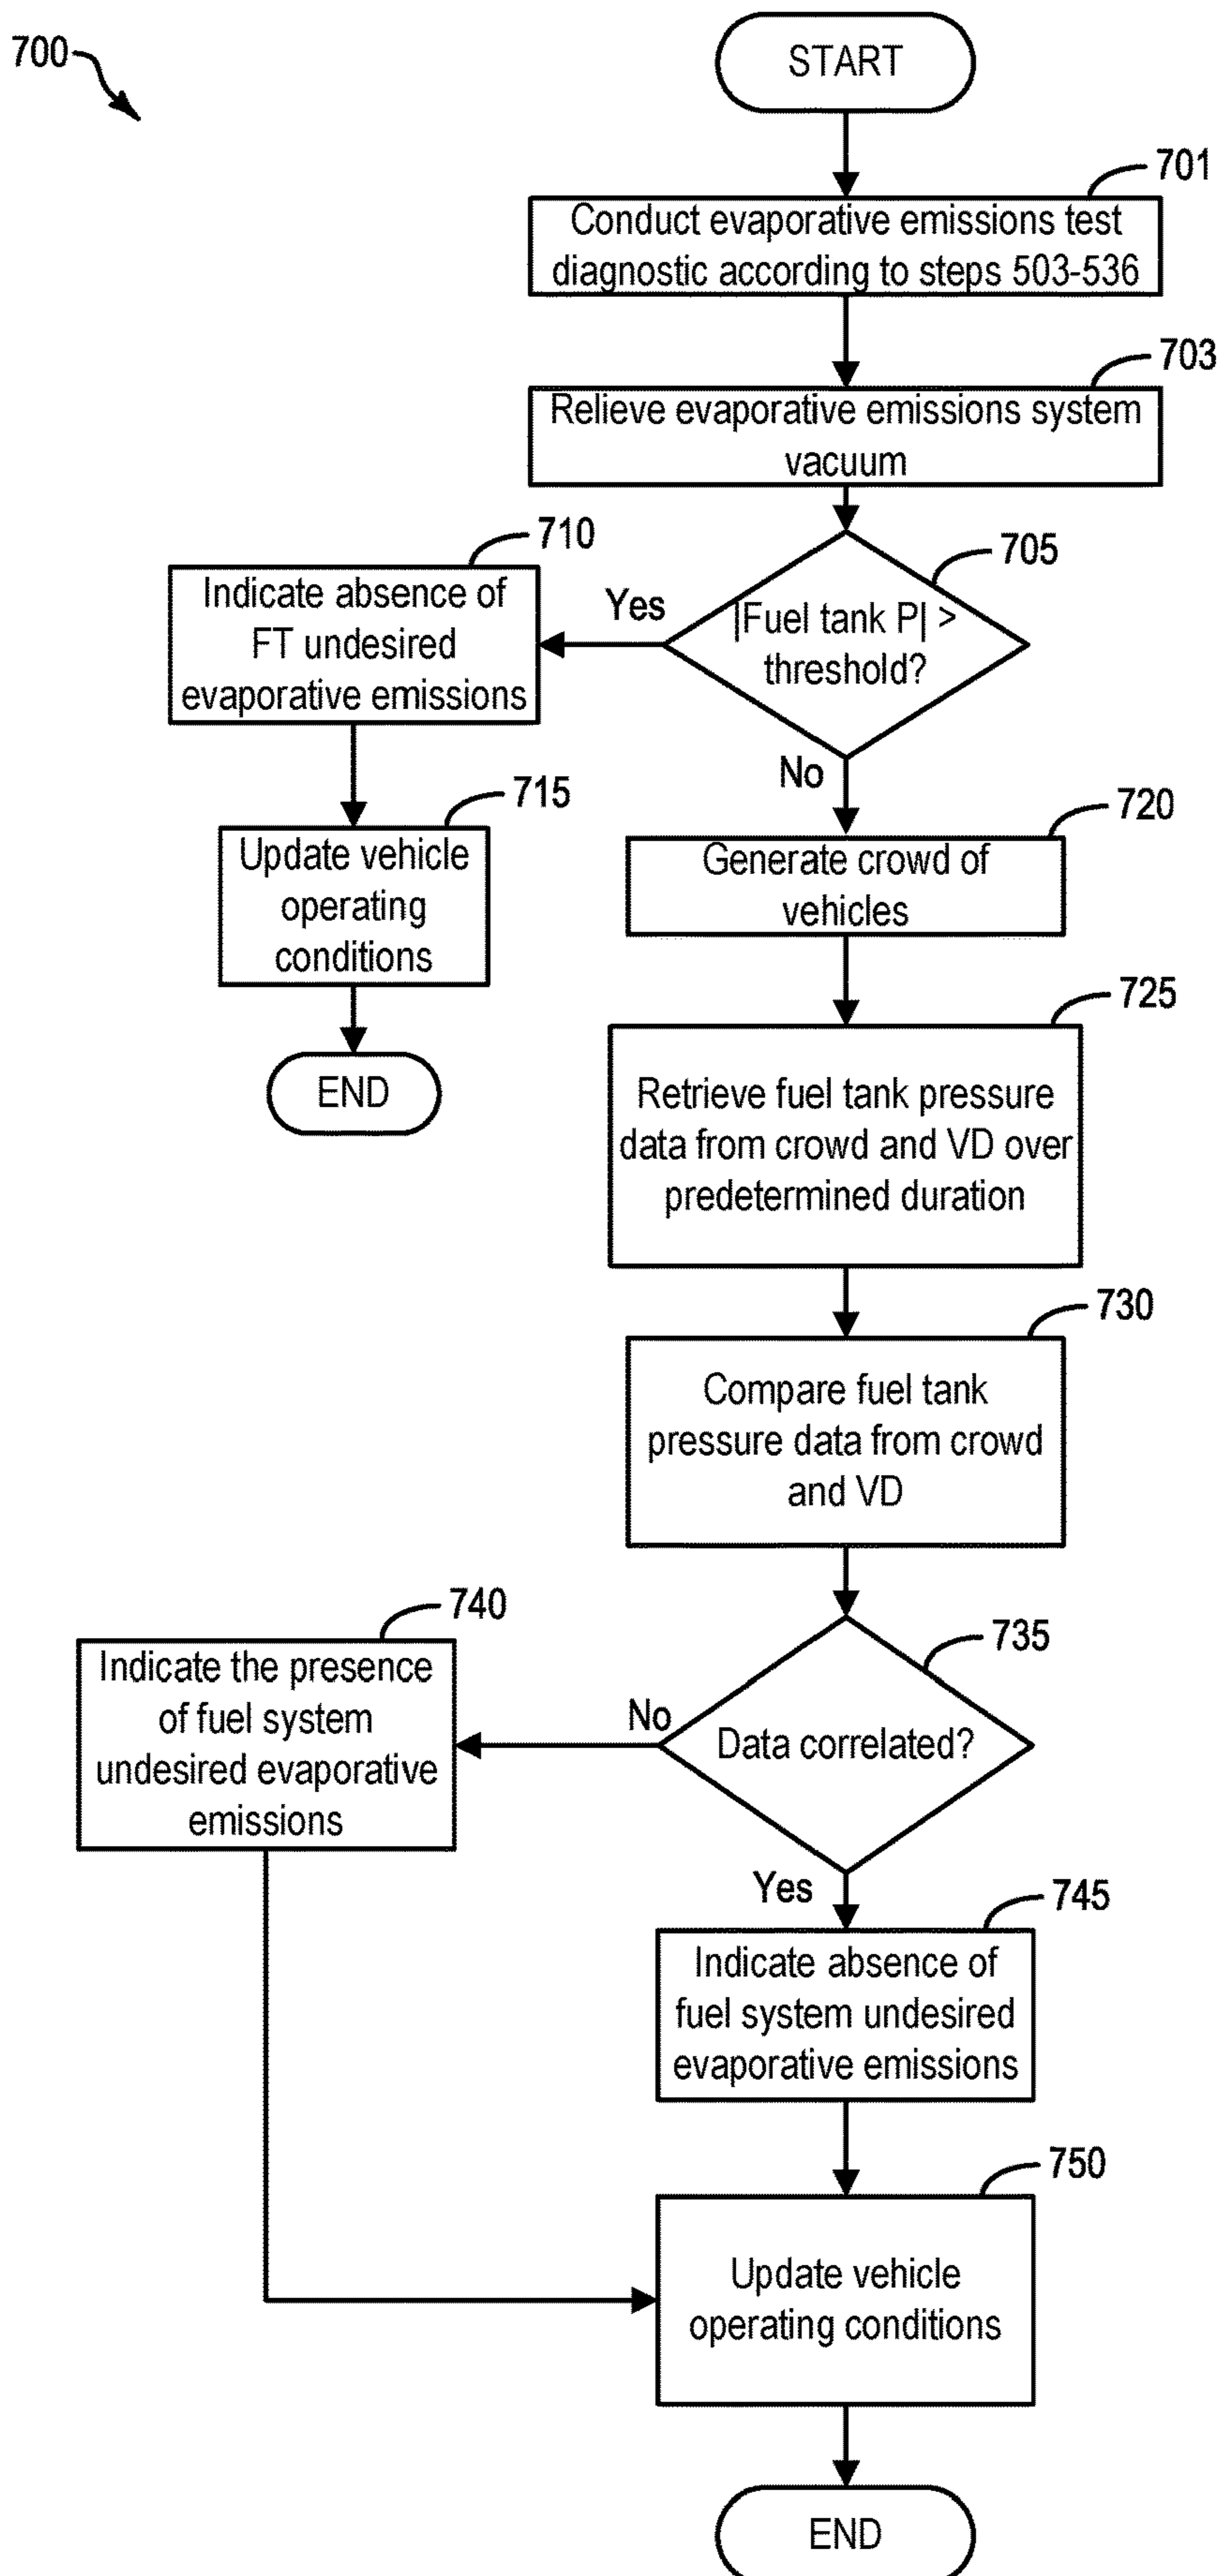 700
START
701
Conduct evaporative emissions test
diagnostic according to steps 503-536
703
Relieve evaporative emissions system
vacuum
705
|Fuel tank P| >
threshold?
Yes
710
Indicate absence of
FT undesired
evaporative emissions
715
Update vehicle
operating
conditions
END
No
720
Generate crowd of
vehicles
725
Retrieve fuel tank pressure
data from crowd and VD over
predetermined duration
730
Compare fuel tank
pressure data from crowd
and VD
735
Data correlated?
No
740
Indicate the presence
of fuel system
undesired evaporative
emissions
Yes
745
Indicate absence of
fuel system undesired
evaporative emissions
750
Update vehicle
operating conditions
END